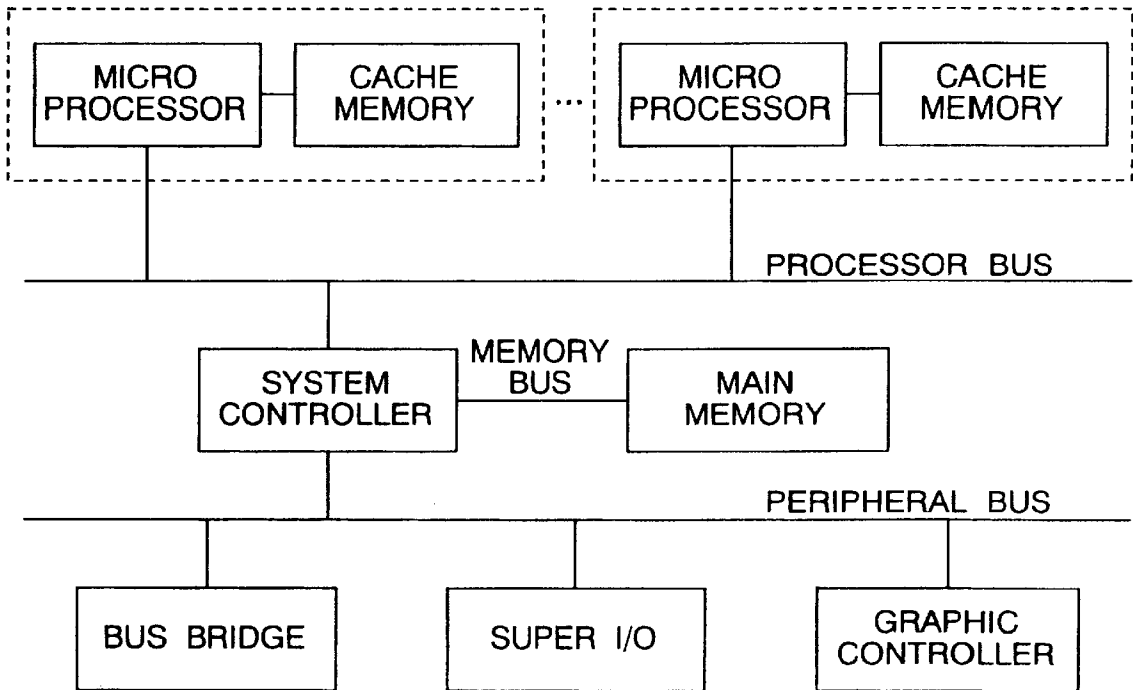 MICRO
PROCESSOR
CACHE
MEMORY
...
MICRO
PROCESSOR
CACHE
MEMORY
PROCESSOR BUS
SYSTEM
CONTROLLER
MEMORY
BUS
MAIN
MEMORY
PERIPHERAL BUS
BUS BRIDGE
SUPER I/O
GRAPHIC
CONTROLLER